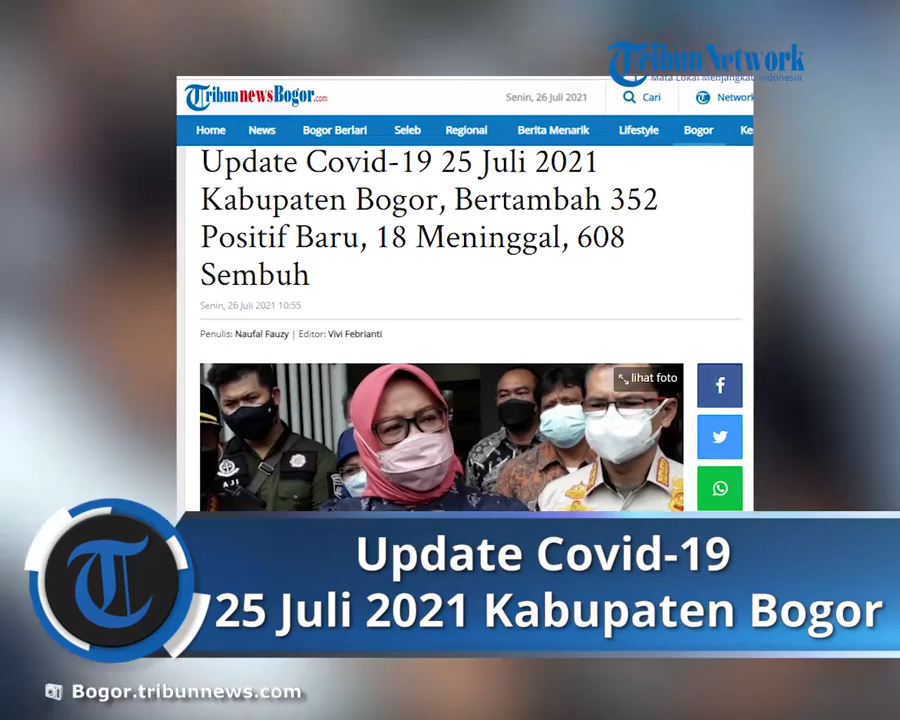 TribunNetwork
Mata Lokal Menjangkau Indonesia
TribunnewsBogor.com
Senin, 26 Juli 2021
Cari
Network
Home News Bogor Berlari Seleb Regional Berita Menarik Lifestyle Bogor Ke
Update Covid-19 25 Juli 2021
Kabupaten Bogor, Bertambah 352
Positif Baru, 18 Meninggal, 608
Sembuh
Senin, 26 Juli 2021 10:55
Penulis: Naufal Fauzy | Editor: Vivi Febrianti
lihat foto
AJI
Update Covid-19
25 Juli 2021 Kabupaten Bogor
Bogor.tribunnews.com